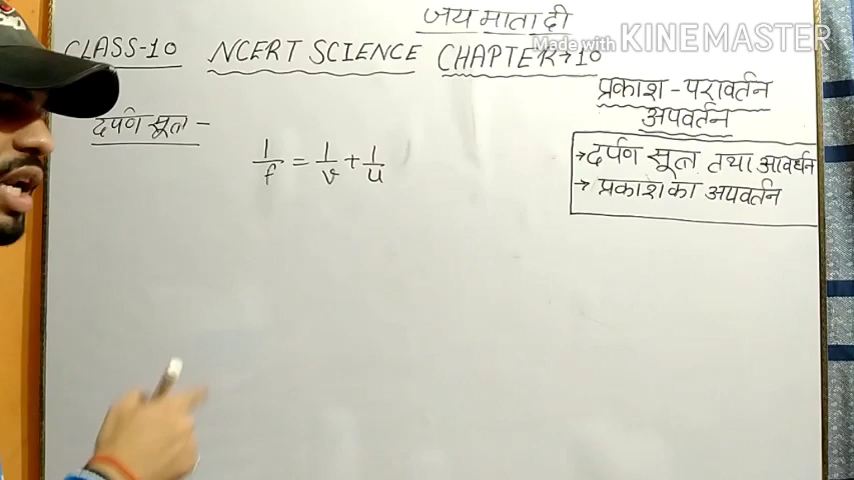 जय माता दी
Made with KINEMASTER
CLASS-10 NCERT SCIENCE CHAPTER→10
प्रकाश-परावर्तन
अपवर्तन
दर्पण सूत्र -
→दर्पण सूत्र तथा आवर्धन
→ प्रकाश का अपवर्तन
1/f = 1/v + 1/u